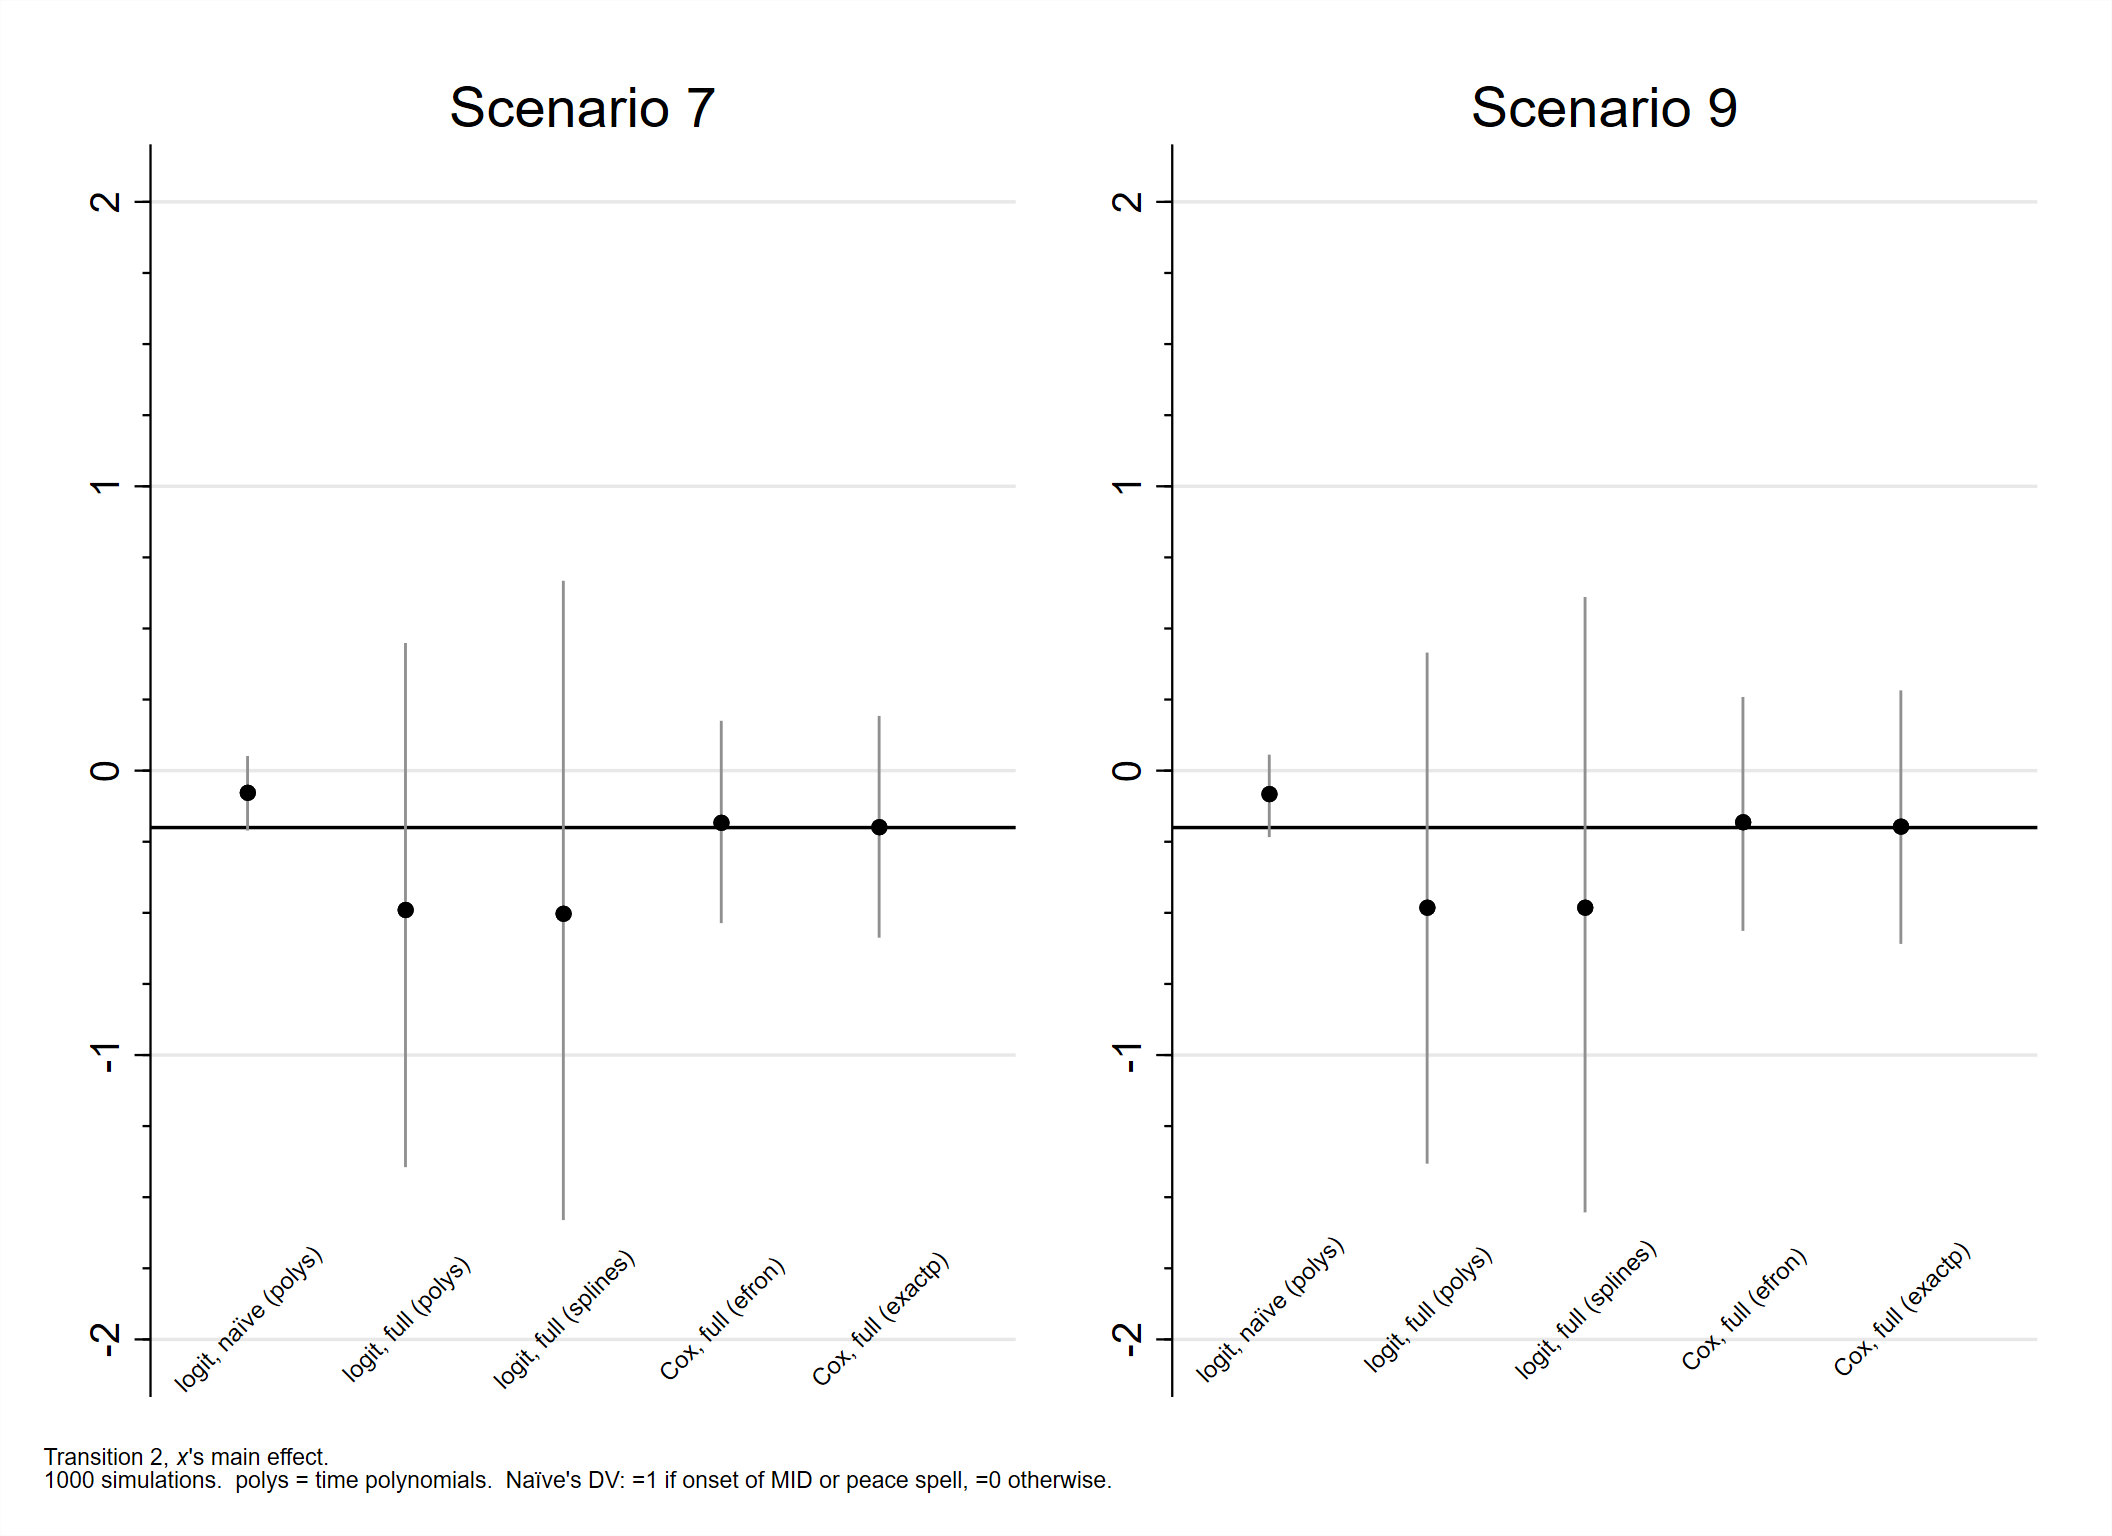 Scenario 7
2
1
0
-1
-2
logit, naïve (polys)
logit, full (polys)
logit, full (splines)
Cox, full (efron)
Cox, full (exactp)
Scenario 9
2
1
0
-1
-2
logit, naïve (polys)
logit, full (polys)
logit, full (splines)
Cox, full (efron)
Cox, full (exactp)
Transition 2, x's main effect.
1000 simulations.  polys = time polynomials.  Naïve's DV: =1 if onset of MID or peace spell, =0 otherwise.